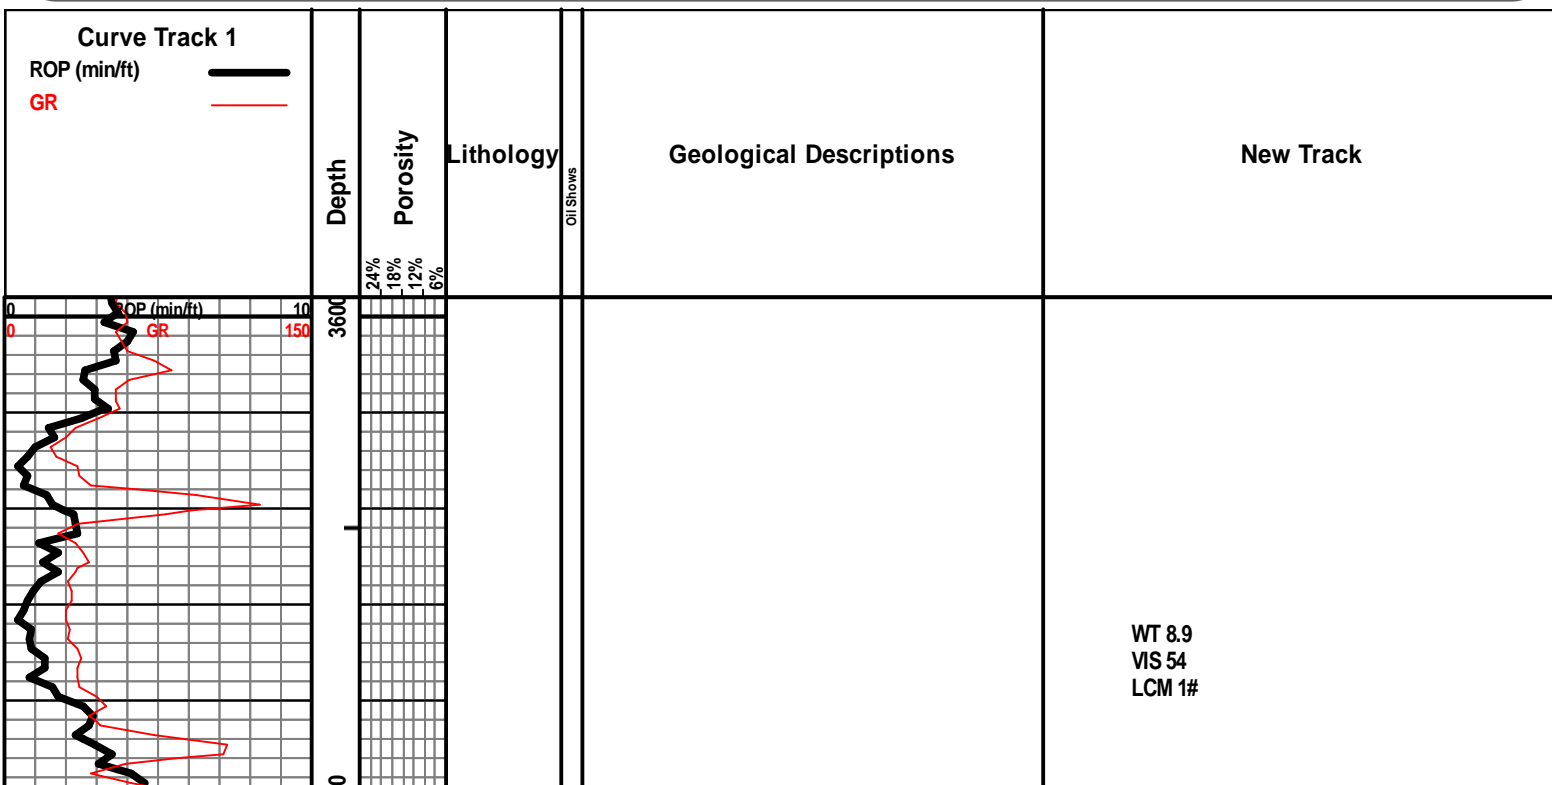 Curve Track 1
ROP (min/ft)
GR
Depth
Porosity
24%
18%
12%
6%
Lithology
Oil Shows
Geological Descriptions
New Track
0 ROP (min/ft) 10
0 GR 150
3600
WT 8.9
VIS 54
LCM 1#
0